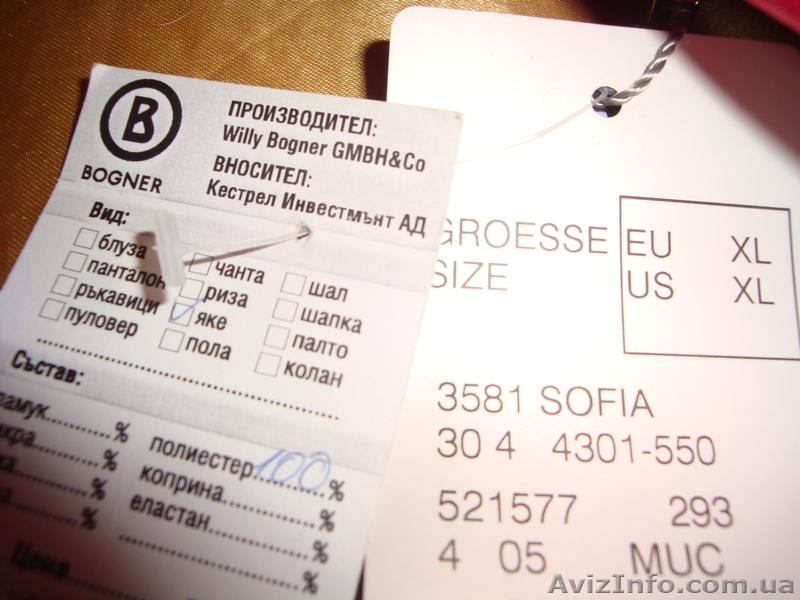 B
BOGNER
ПРОИЗВОДИТЕЛ:
Willy Bogner GMBH&Co
ВНОСИТЕЛ:
Кестрел Инвестмънт АД
Вид:
блуза
панталон
ръкавици
пуловер
чанта
риза
яке
пола
шал
шапка
палто
колан
Състав:
%
%
%
%
полиестер 100 %
коприна %
еластан %
%
Цена
GROESSE EU XL
SIZE US XL
3581 SOFIA
30 4 4301-550
521577 293
4 05 MUC
AvizInfo.com.ua